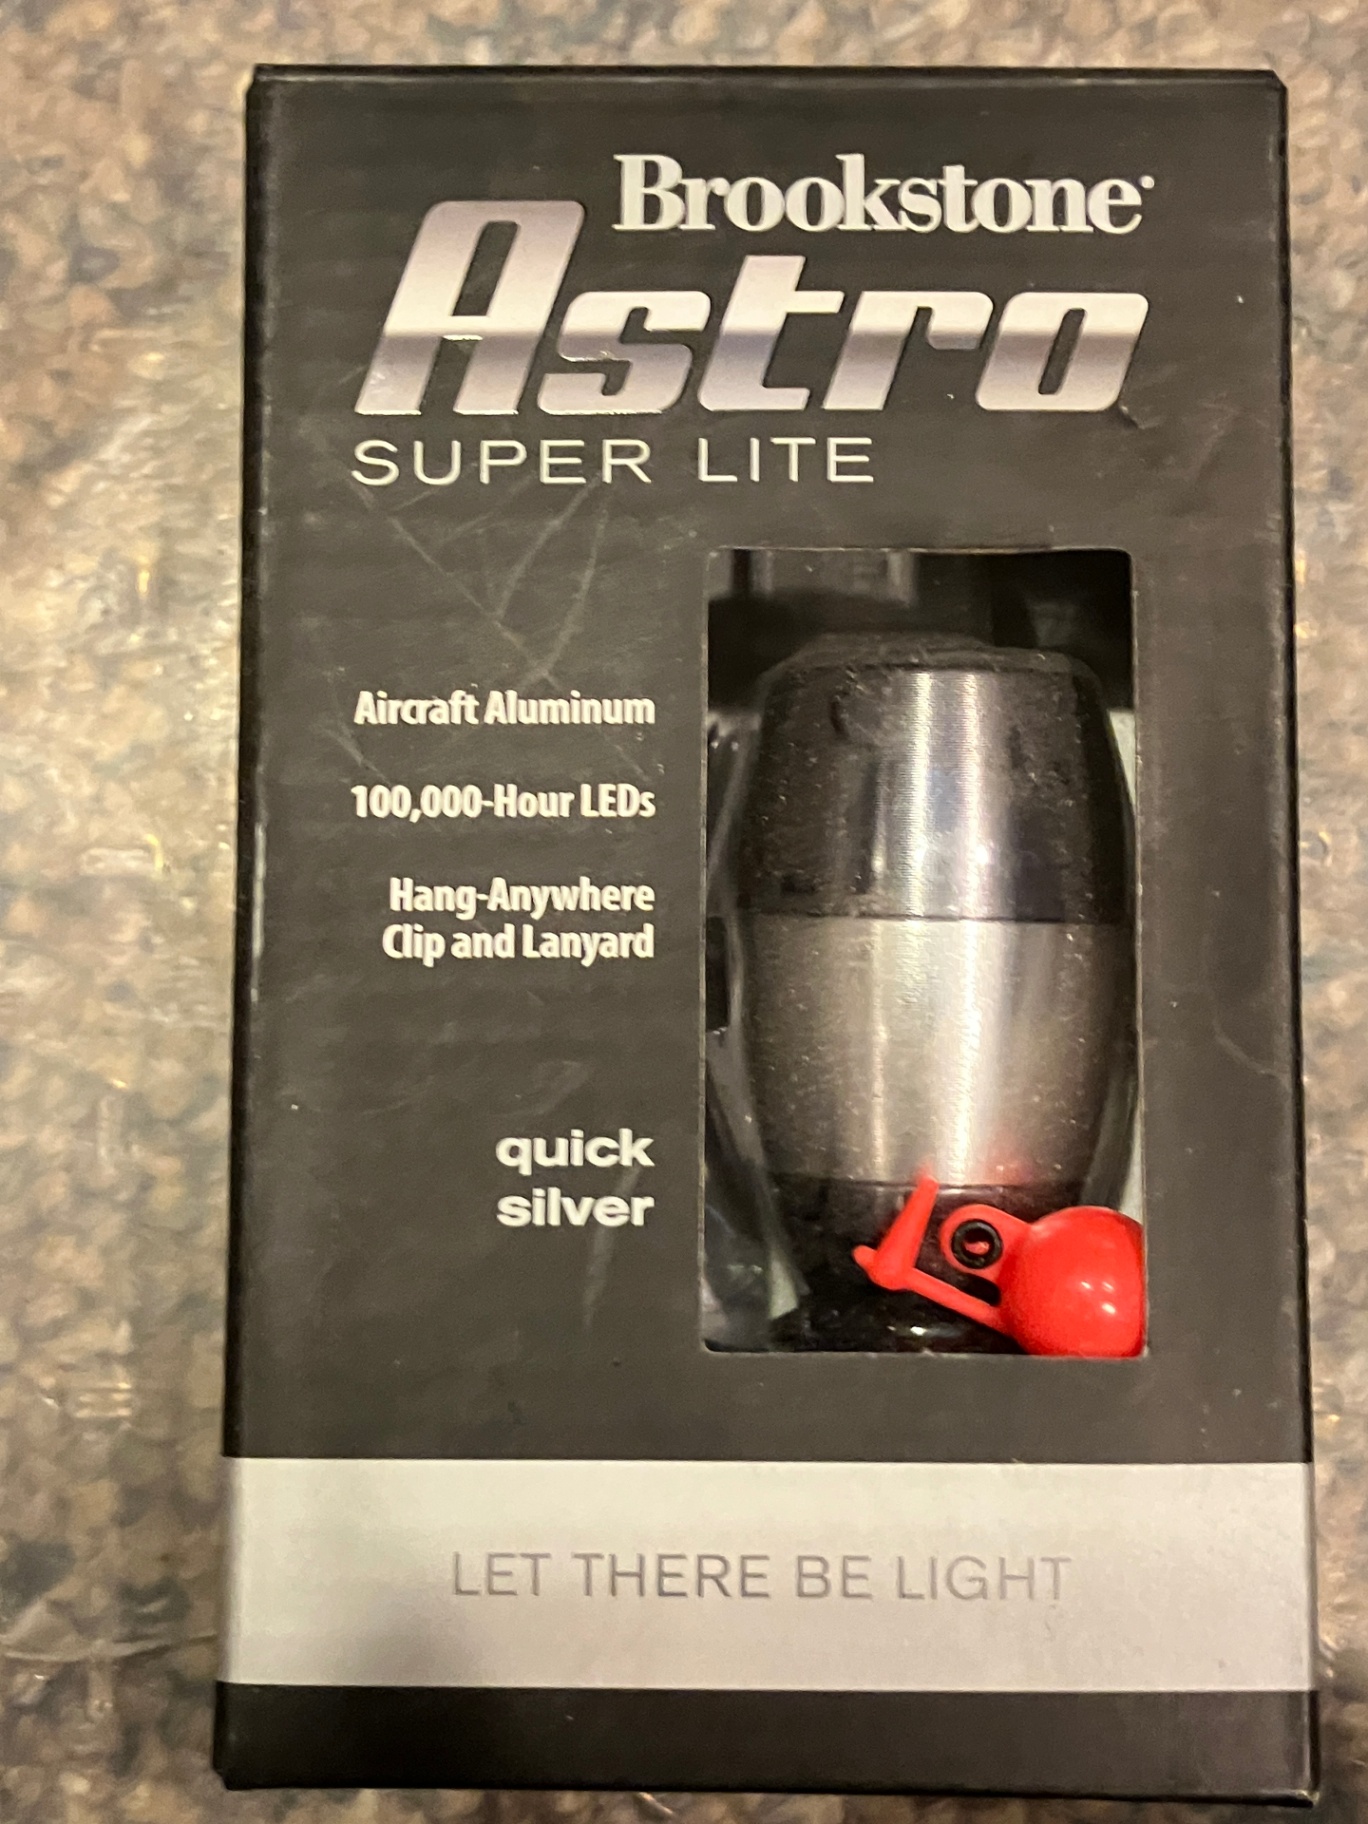 Brookstone
Astro
SUPER LITE
Aircraft Aluminum
100,000-Hour LEDs
Hang-Anywhere
Clip and Lanyard
quick
silver
LET THERE BE LIGHT